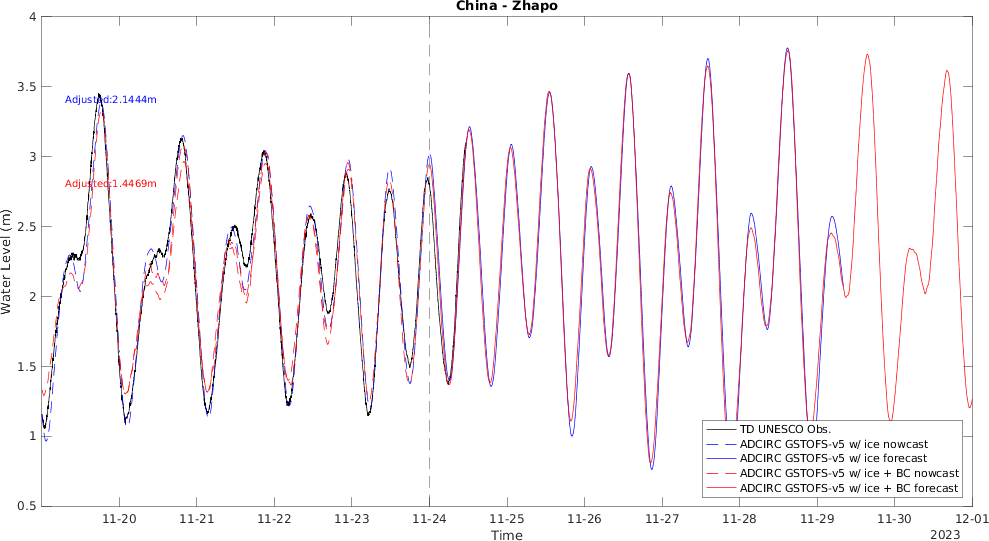 China - Zhapo
4
3.5
3
2.5
2
1.5
1
0.5
Water Level (m)
Adjusted:2.1444m
Adjusted:1.4469m
TD UNESCO Obs.
ADCIRC GSTOFS-v5 w/ ice nowcast
ADCIRC GSTOFS-v5 w/ ice forecast
ADCIRC GSTOFS-v5 w/ ice + BC nowcast
ADCIRC GSTOFS-v5 w/ ice + BC forecast
11-20 11-21 11-22 11-23 11-24 11-25 11-26 11-27 11-28 11-29 11-30 12-01
Time
2023